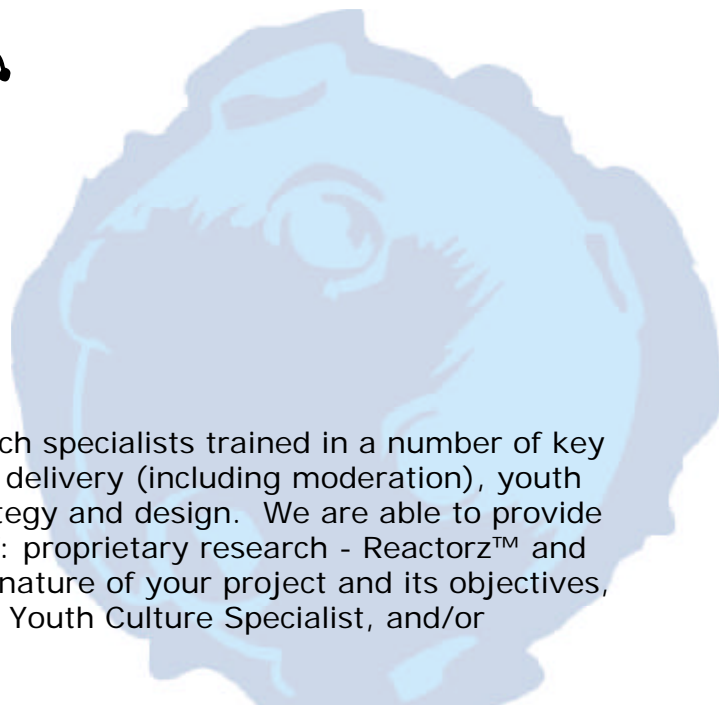 ch specialists trained in a number of key
delivery (including moderation), youth
tegy and design. We are able to provide
: proprietary research - Reactorz™ and
nature of your project and its objectives,
Youth Culture Specialist, and/or